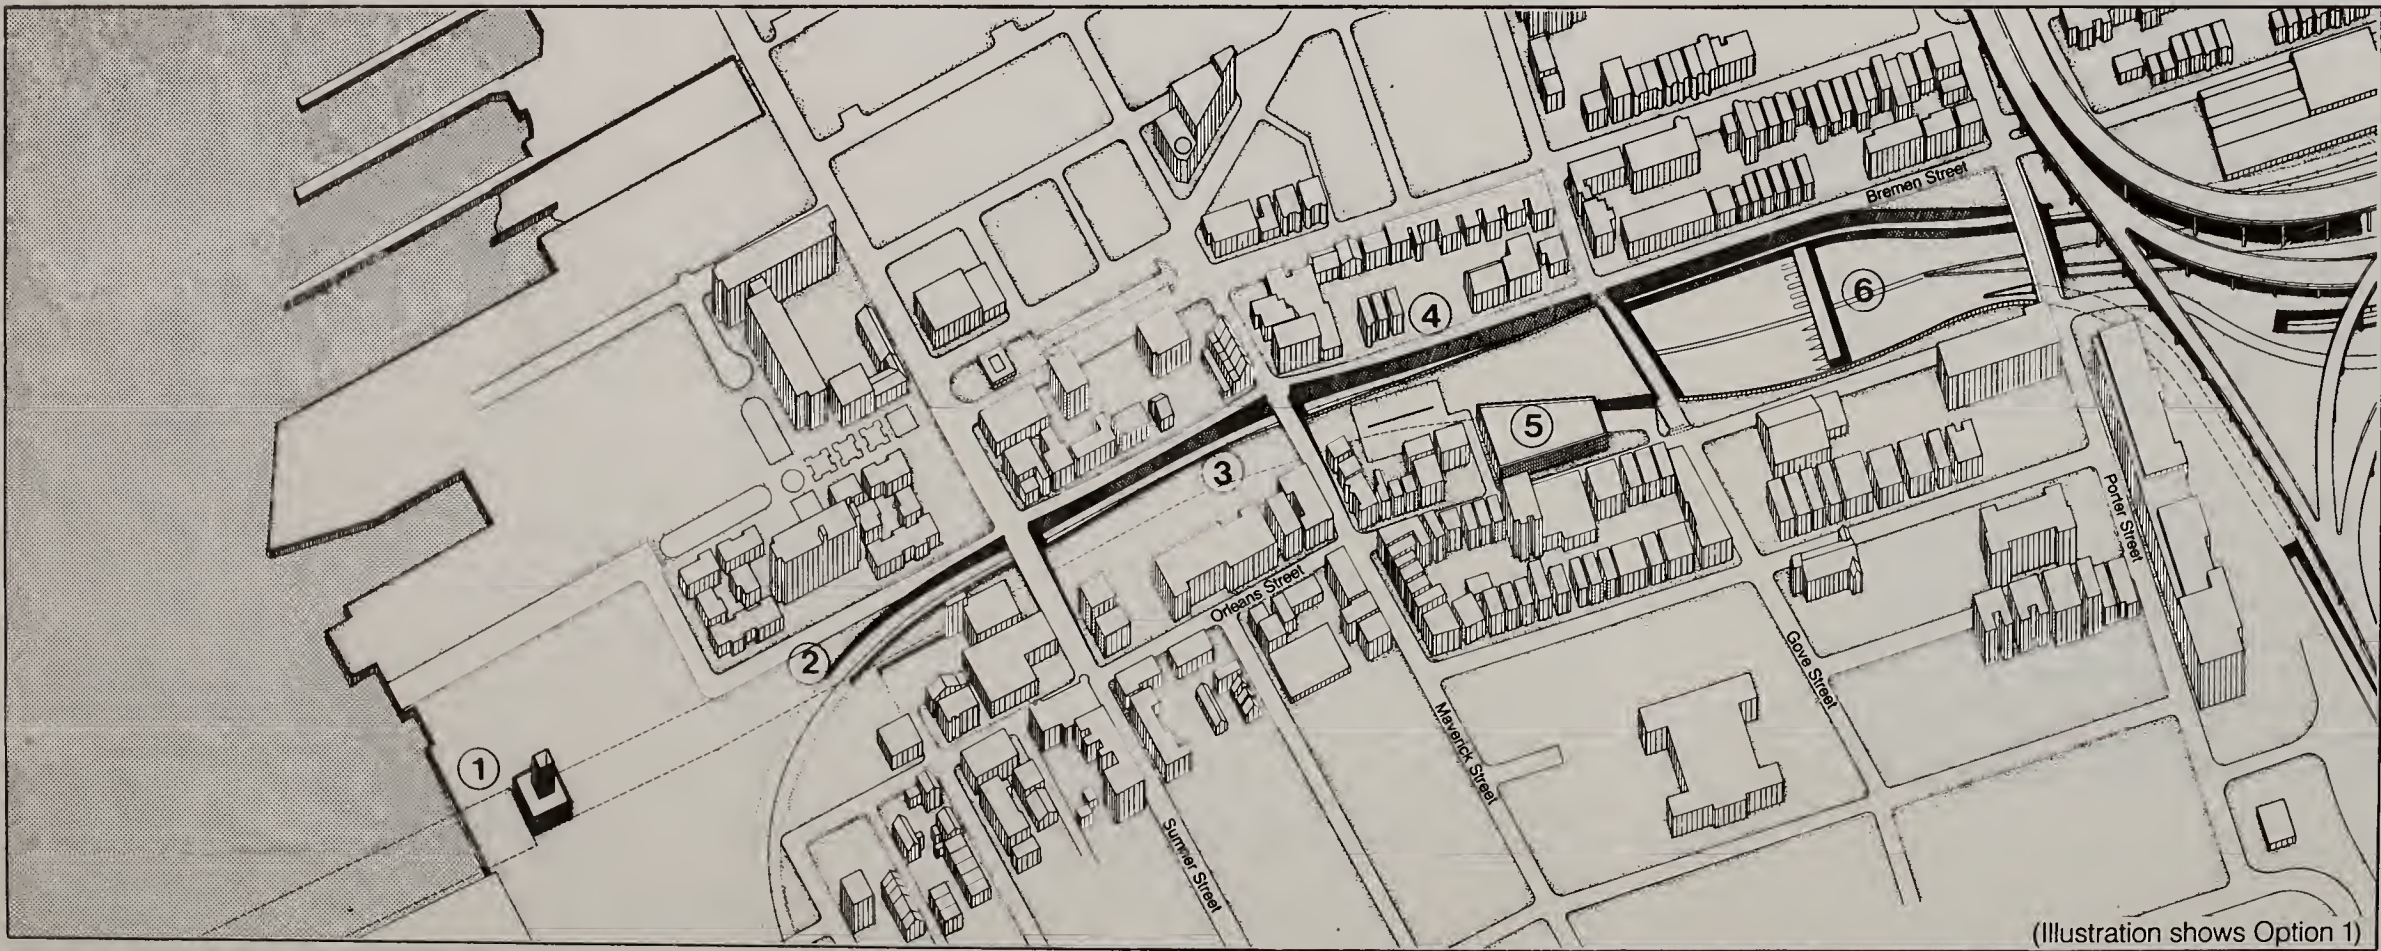 Bremen Street
6
4
5
3
Porter Street
Orleans Street
2
Gove Street
Maverick Street
1
Sumner Street
(Illustration shows Option 1)